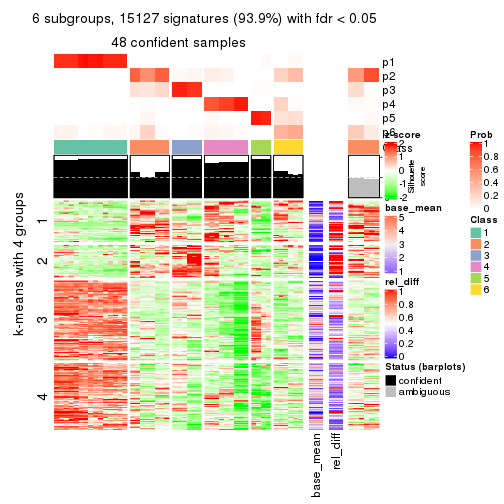 6 subgroups, 15127 signatures (93.9%) with fdr < 0.05
48 confident samples
p1
p2
p3
p4
p5
p6
Class
Silhouette
score
k-means with 4 groups
1
2
3
4
base_mean
rel_diff
z-score
2
1
0
-1
-2
base_mean
5
4
3
2
1
rel_diff
1
0.8
0.6
0.4
0.2
0
Status (barplots)
confident
ambiguous
Prob
1
0.8
0.6
0.4
0.2
0
Class
1
2
3
4
5
6